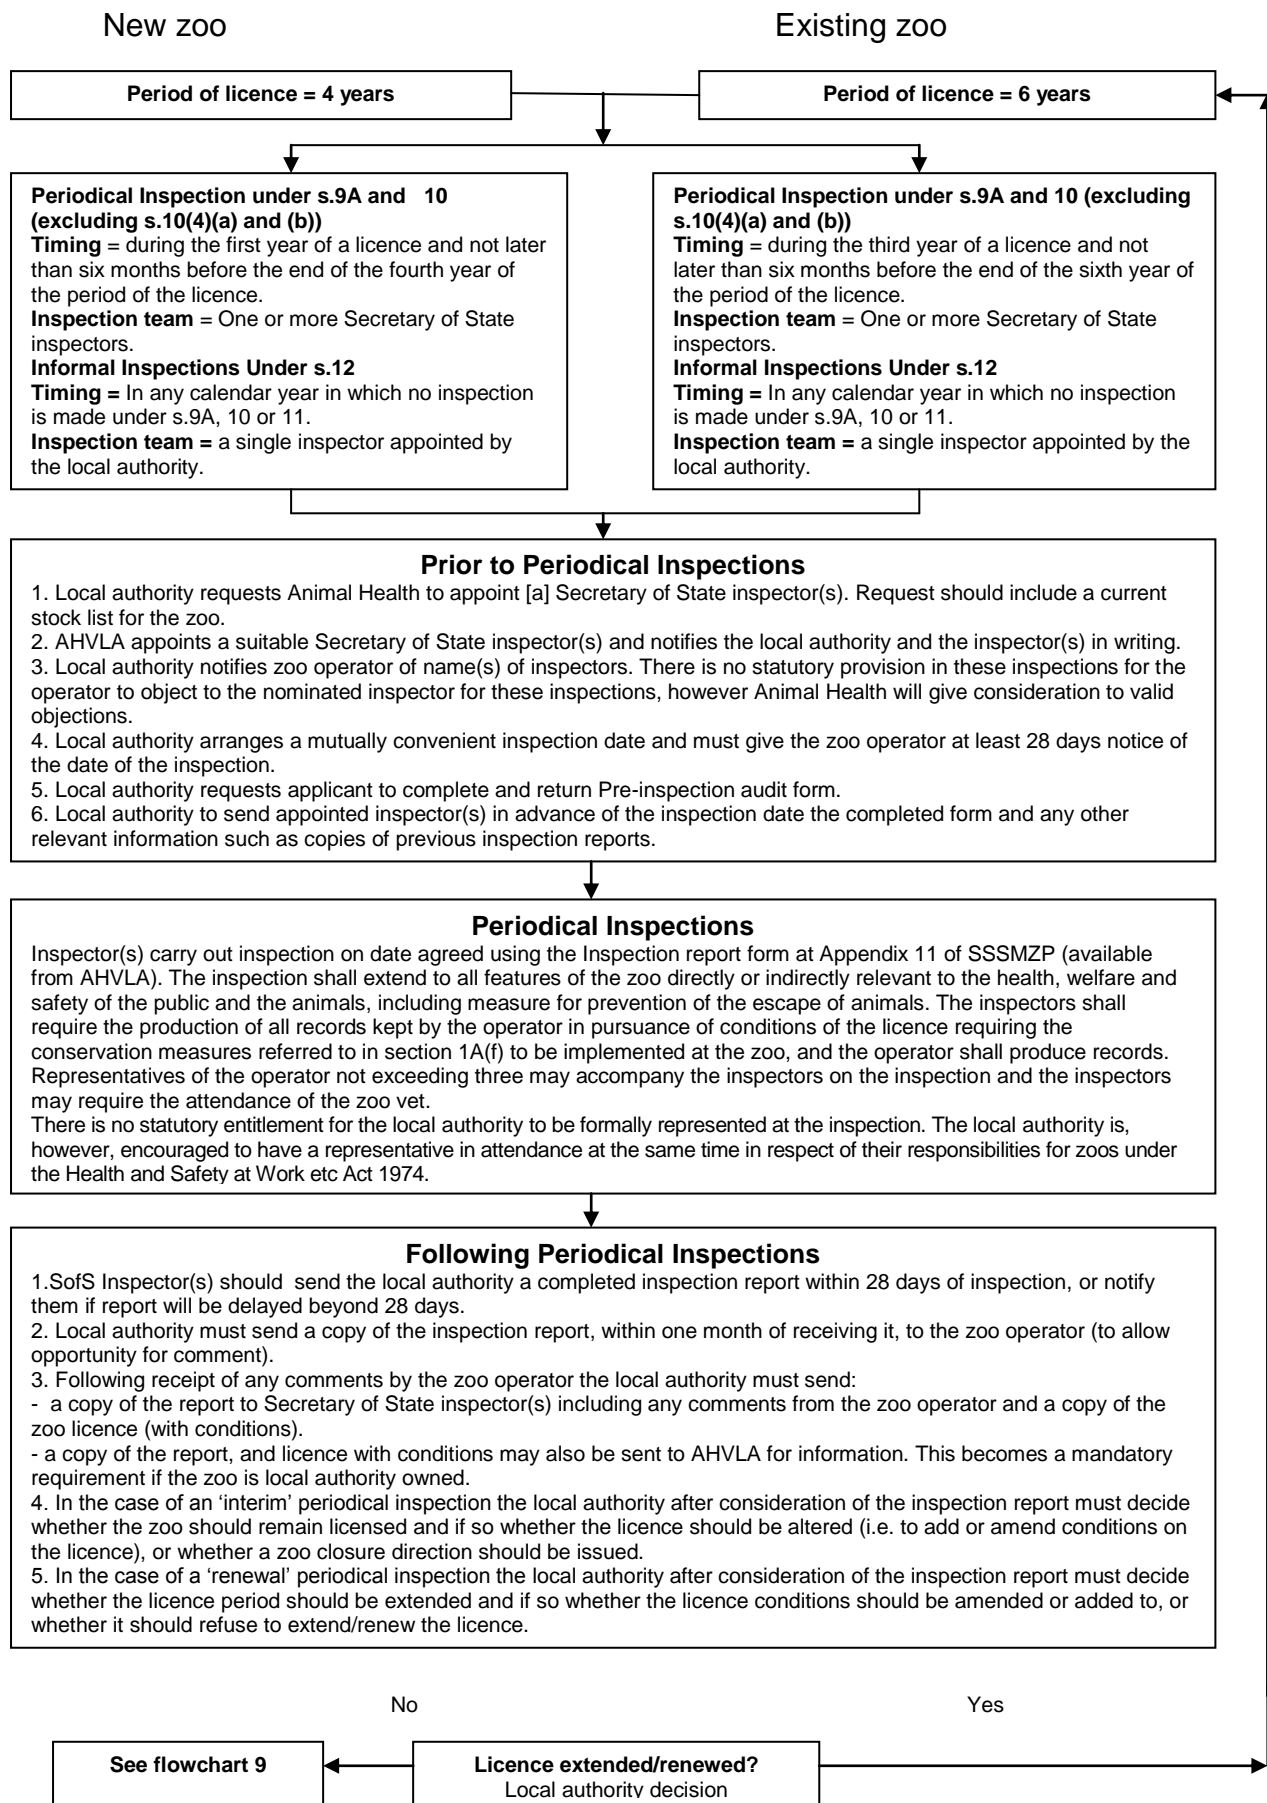 New zoo
Existing zoo
Period of licence = 4 years
Period of licence = 6 years
Periodical Inspection under s.9A and 10
(excluding s.10(4)(a) and (b))
Timing = during the first year of a licence and not later
than six months before the end of the fourth year of
the period of the licence.
Inspection team = One or more Secretary of State
inspectors.
Informal Inspections Under s.12
Timing = In any calendar year in which no inspection
is made under s.9A, 10 or 11.
Inspection team = a single inspector appointed by
the local authority.
Periodical Inspection under s.9A and 10 (excluding
s.10(4)(a) and (b))
Timing = during the third year of a licence and not
later than six months before the end of the sixth year of
the period of the licence.
Inspection team = One or more Secretary of State
inspectors.
Informal Inspections Under s.12
Timing = In any calendar year in which no inspection
is made under s.9A, 10 or 11.
Inspection team = a single inspector appointed by the
local authority.
Prior to Periodical Inspections
1. Local authority requests Animal Health to appoint [a] Secretary of State inspector(s). Request should include a current
stock list for the zoo.
2. AHVLA appoints a suitable Secretary of State inspector(s) and notifies the local authority and the inspector(s) in writing.
3. Local authority notifies zoo operator of name(s) of inspectors. There is no statutory provision in these inspections for the
operator to object to the nominated inspector for these inspections, however Animal Health will give consideration to valid
objections.
4. Local authority arranges a mutually convenient inspection date and must give the zoo operator at least 28 days notice of
the date of the inspection.
5. Local authority requests applicant to complete and return Pre-inspection audit form.
6. Local authority to send appointed inspector(s) in advance of the inspection date the completed form and any other
relevant information such as copies of previous inspection reports.
Periodical Inspections
Inspector(s) carry out inspection on date agreed using the Inspection report form at Appendix 11 of SSSMZP (available
from AHVLA). The inspection shall extend to all features of the zoo directly or indirectly relevant to the health, welfare and
safety of the public and the animals, including measure for prevention of the escape of animals. The inspectors shall
require the production of all records kept by the operator in pursuance of conditions of the licence requiring the
conservation measures referred to in section 1A(f) to be implemented at the zoo, and the operator shall produce records.
Representatives of the operator not exceeding three may accompany the inspectors on the inspection and the inspectors
may require the attendance of the zoo vet.
There is no statutory entitlement for the local authority to be formally represented at the inspection. The local authority is,
however, encouraged to have a representative in attendance at the same time in respect of their responsibilities for zoos under
the Health and Safety at Work etc Act 1974.
Following Periodical Inspections
1.SofS Inspector(s) should send the local authority a completed inspection report within 28 days of inspection, or notify
them if report will be delayed beyond 28 days.
2. Local authority must send a copy of the inspection report, within one month of receiving it, to the zoo operator (to allow
opportunity for comment).
3. Following receipt of any comments by the zoo operator the local authority must send:
- a copy of the report to Secretary of State inspector(s) including any comments from the zoo operator and a copy of the
zoo licence (with conditions).
- a copy of the report, and licence with conditions may also be sent to AHVLA for information. This becomes a mandatory
requirement if the zoo is local authority owned.
4. In the case of an ‘interim’ periodical inspection the local authority after consideration of the inspection report must decide
whether the zoo should remain licensed and if so whether the licence should be altered (i.e. to add or amend conditions on
the licence), or whether a zoo closure direction should be issued.
5. In the case of a ‘renewal’ periodical inspection the local authority after consideration of the inspection report must decide
whether the licence period should be extended and if so whether the licence conditions should be amended or added to, or
whether it should refuse to extend/renew the licence.
No
Yes
See flowchart 9
Licence extended/renewed?
Local authority decision